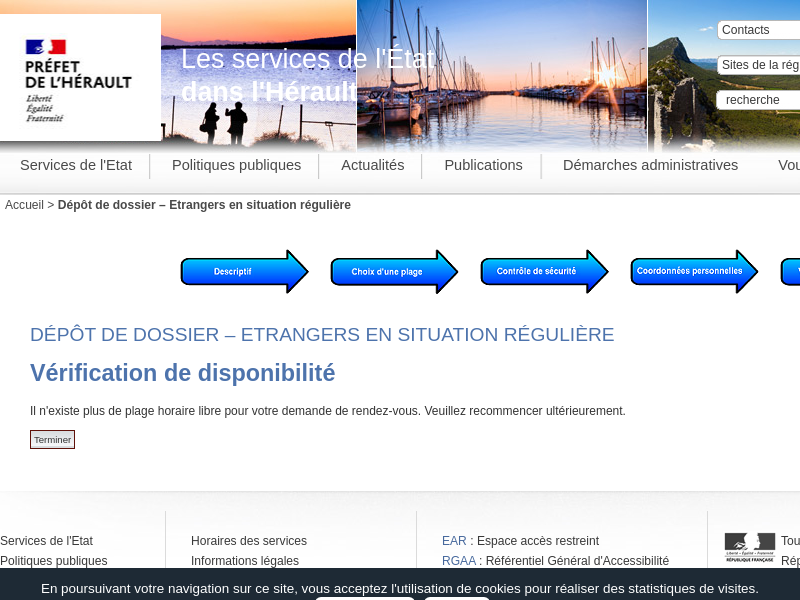 PRÉFET
DE L'HÉRAULT
Liberté
Égalité
Fraternité
Les services de l'État
dans l'Hérault
Contacts
Sites de la rég
recherche
Services de l'Etat
Politiques publiques
Actualités
Publications
Démarches administratives
Vou
Accueil > Dépôt de dossier – Etrangers en situation régulière
Descriptif
Choix d'une plage
Contrôle de sécurité
Coordonnées personnelles
DÉPÔT DE DOSSIER – ETRANGERS EN SITUATION RÉGULIÈRE
Vérification de disponibilité
Il n'existe plus de plage horaire libre pour votre demande de rendez-vous. Veuillez recommencer ultérieurement.
Terminer
Services de l'Etat
Horaires des services
EAR : Espace accès restreint
Tou
Politiques publiques
Informations légales
RGAA : Référentiel Général d'Accessibilité
Liberté • Égalité • Fraternité
RÉPUBLIQUE FRANÇAISE
Rép
En poursuivant votre navigation sur ce site, vous acceptez l'utilisation de cookies pour réaliser des statistiques de visites.